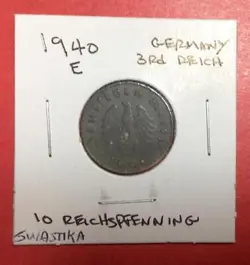 1940 GERMANY
E 3RD REICH
10 REICHSPFENNING
SWASTIKA